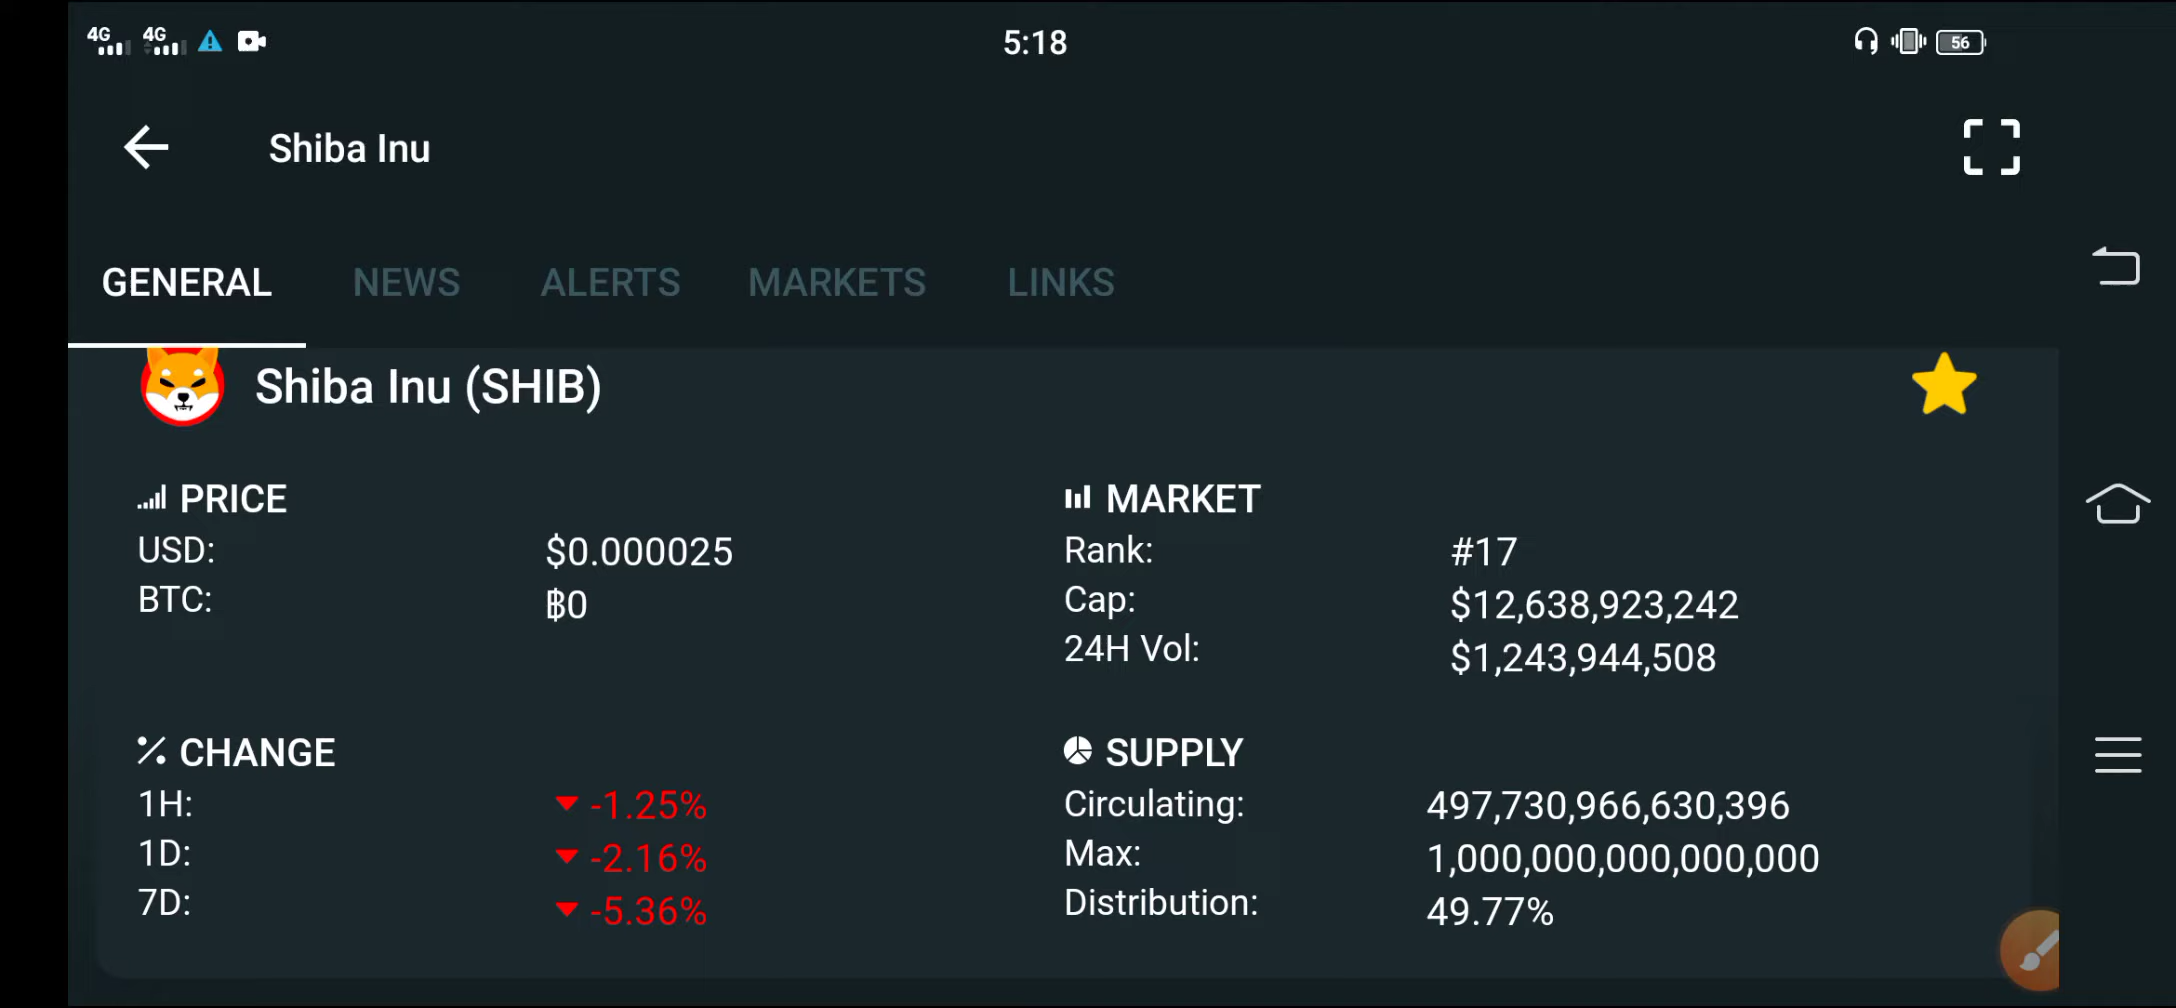 4G 4G 5:18 56
Shiba Inu
GENERAL NEWS ALERTS MARKETS LINKS
Shiba Inu (SHIB)
PRICE
USD: $0.000025
BTC: ฿0
MARKET
Rank: #17
Cap: $12,638,923,242
24H Vol: $1,243,944,508
CHANGE
1H: -1.25%
1D: -2.16%
7D: -5.36%
SUPPLY
Circulating: 497,730,966,630,396
Max: 1,000,000,000,000,000
Distribution: 49.77%